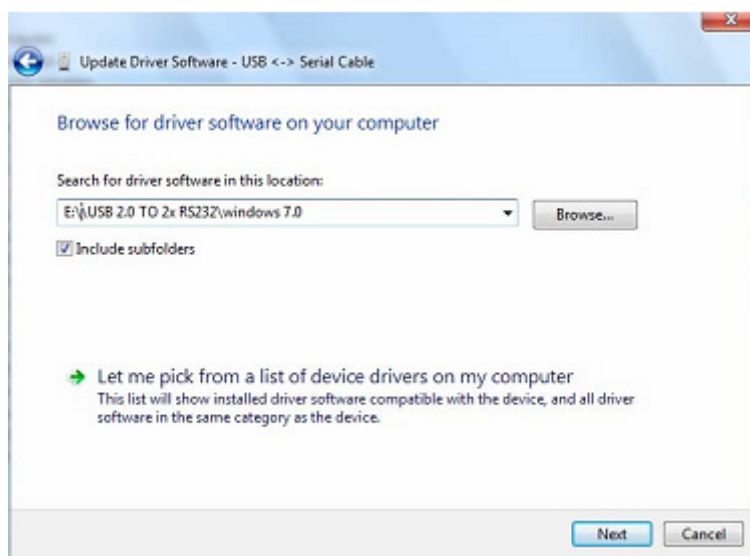 Update Driver Software - USB <-> Serial Cable
Browse for driver software on your computer
Search for driver software in this location:
E:\\USB 2.0 TO 2x RS232\windows 7.0
Browse...
Include subfolders
Let me pick from a list of device drivers on my computer
This list will show installed driver software compatible with the device, and all driver
software in the same category as the device.
Next
Cancel